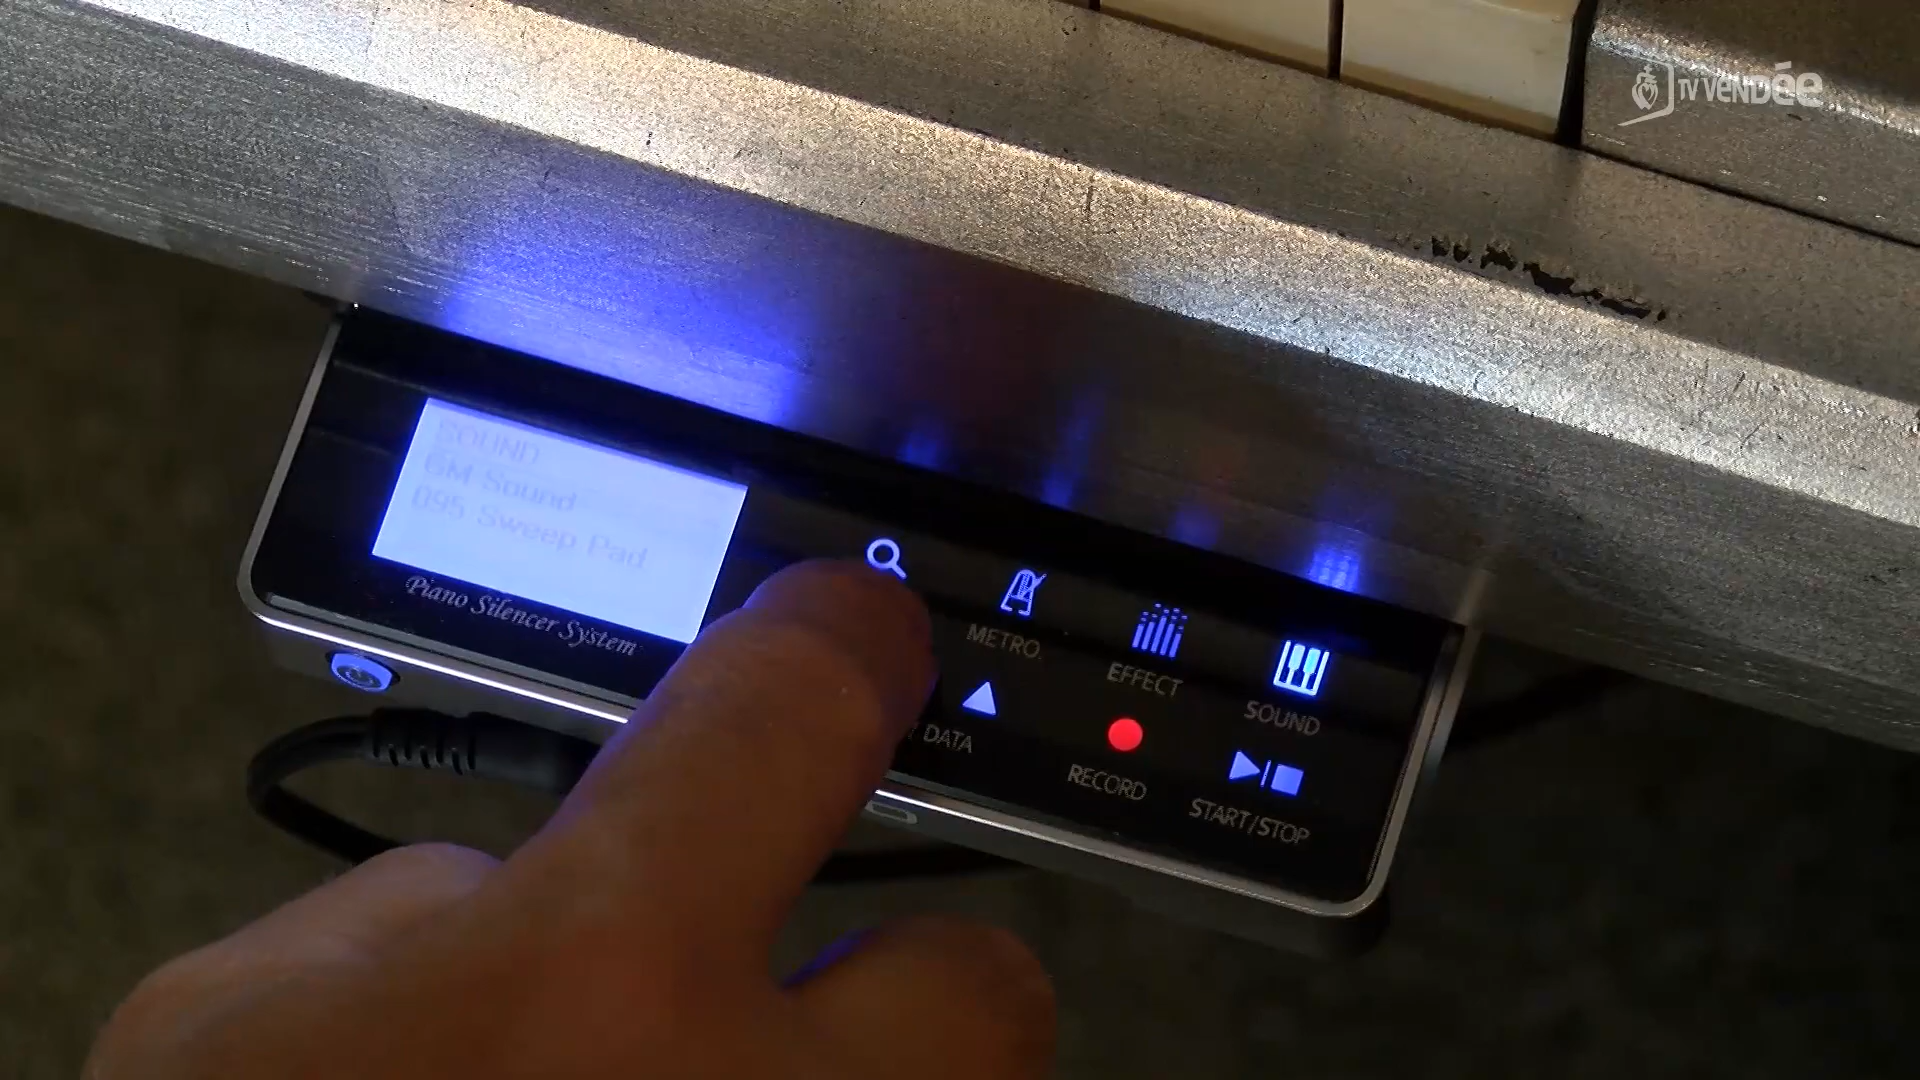 TV VENDÉE
SOUND
GM Sound
095 Sweep Pad
Piano Silencer System
METRO.
EFFECT
SOUND
DATA
RECORD
START/STOP